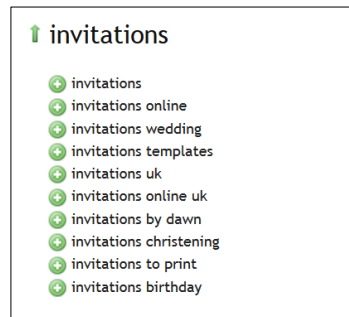 invitations
invitations
invitations online
invitations wedding
invitations templates
invitations uk
invitations online uk
invitations by dawn
invitations christening
invitations to print
invitations birthday